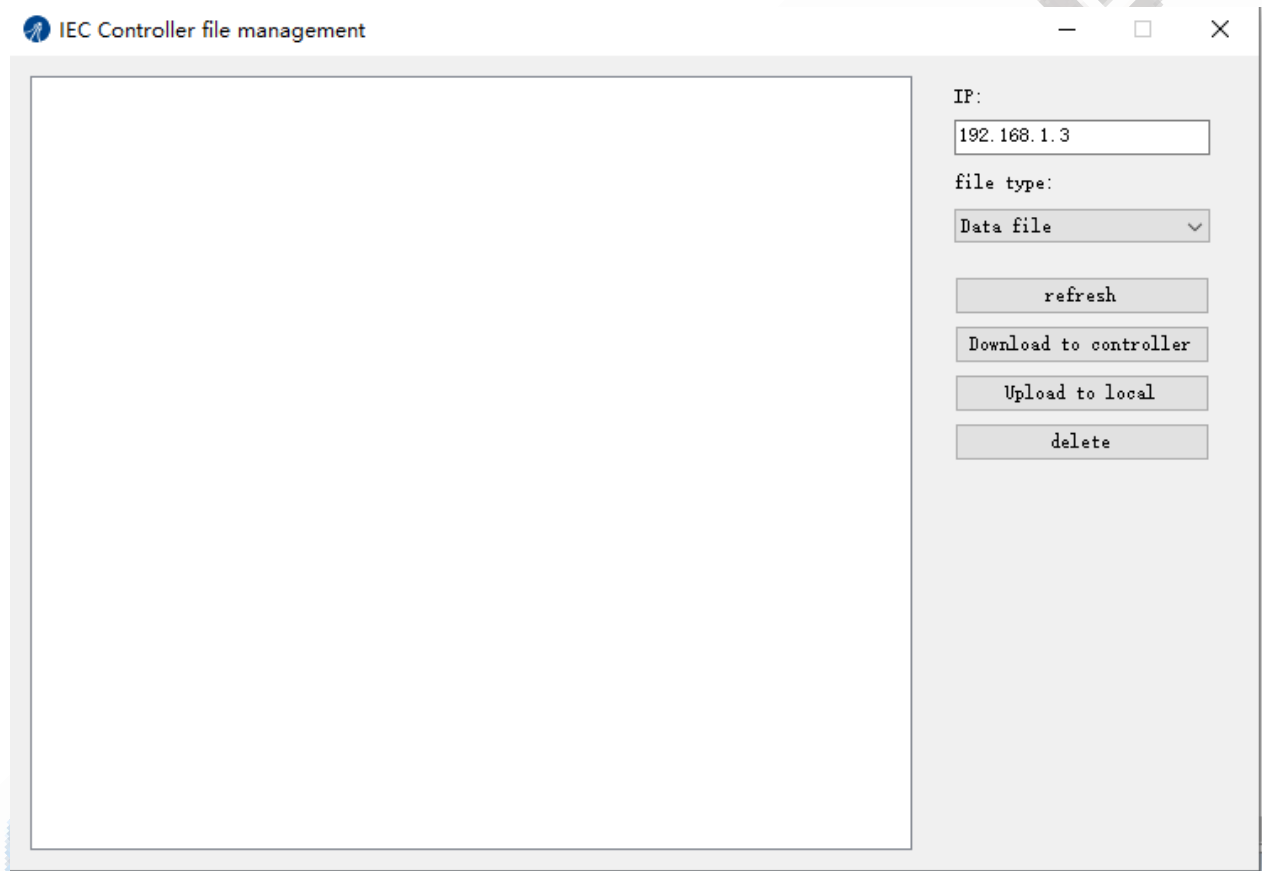 IEC Controller file management
IP:
192.168.1.3
file type:
Data file
refresh
Download to controller
Upload to local
delete